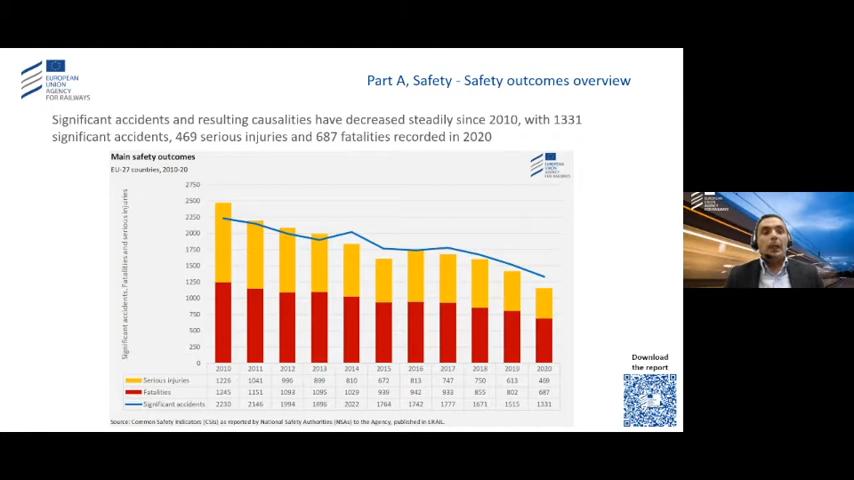 EUROPEAN
UNION
AGENCY
FOR RAILWAYS
Part A, Safety - Safety outcomes overview
Significant accidents and resulting causalities have decreased steadily since 2010, with 1331
significant accidents, 469 serious injuries and 687 fatalities recorded in 2020
Main safety outcomes
EU-27 countries, 2010-20
EUROPEAN
UNION
AGENCY
FOR RAILWAYS
Significant accidents, Fatalities and serious injuries
2750
2500
2250
2000
1750
1500
1250
1000
750
500
250
0
2010 2011 2012 2013 2014 2015 2016 2017 2018 2019 2020
Serious injuries 1226 1041 996 899 810 672 813 747 750 613 469
Fatalities 1245 1151 1093 1095 1029 939 942 933 855 802 687
Significant accidents 2230 2146 1994 1898 2022 1764 1742 1777 1671 1515 1331
Source: Common Safety Indicators (CSIs) as reported by National Safety Authorities (NSAs) to the Agency, published in ERAIL.
Download
the report